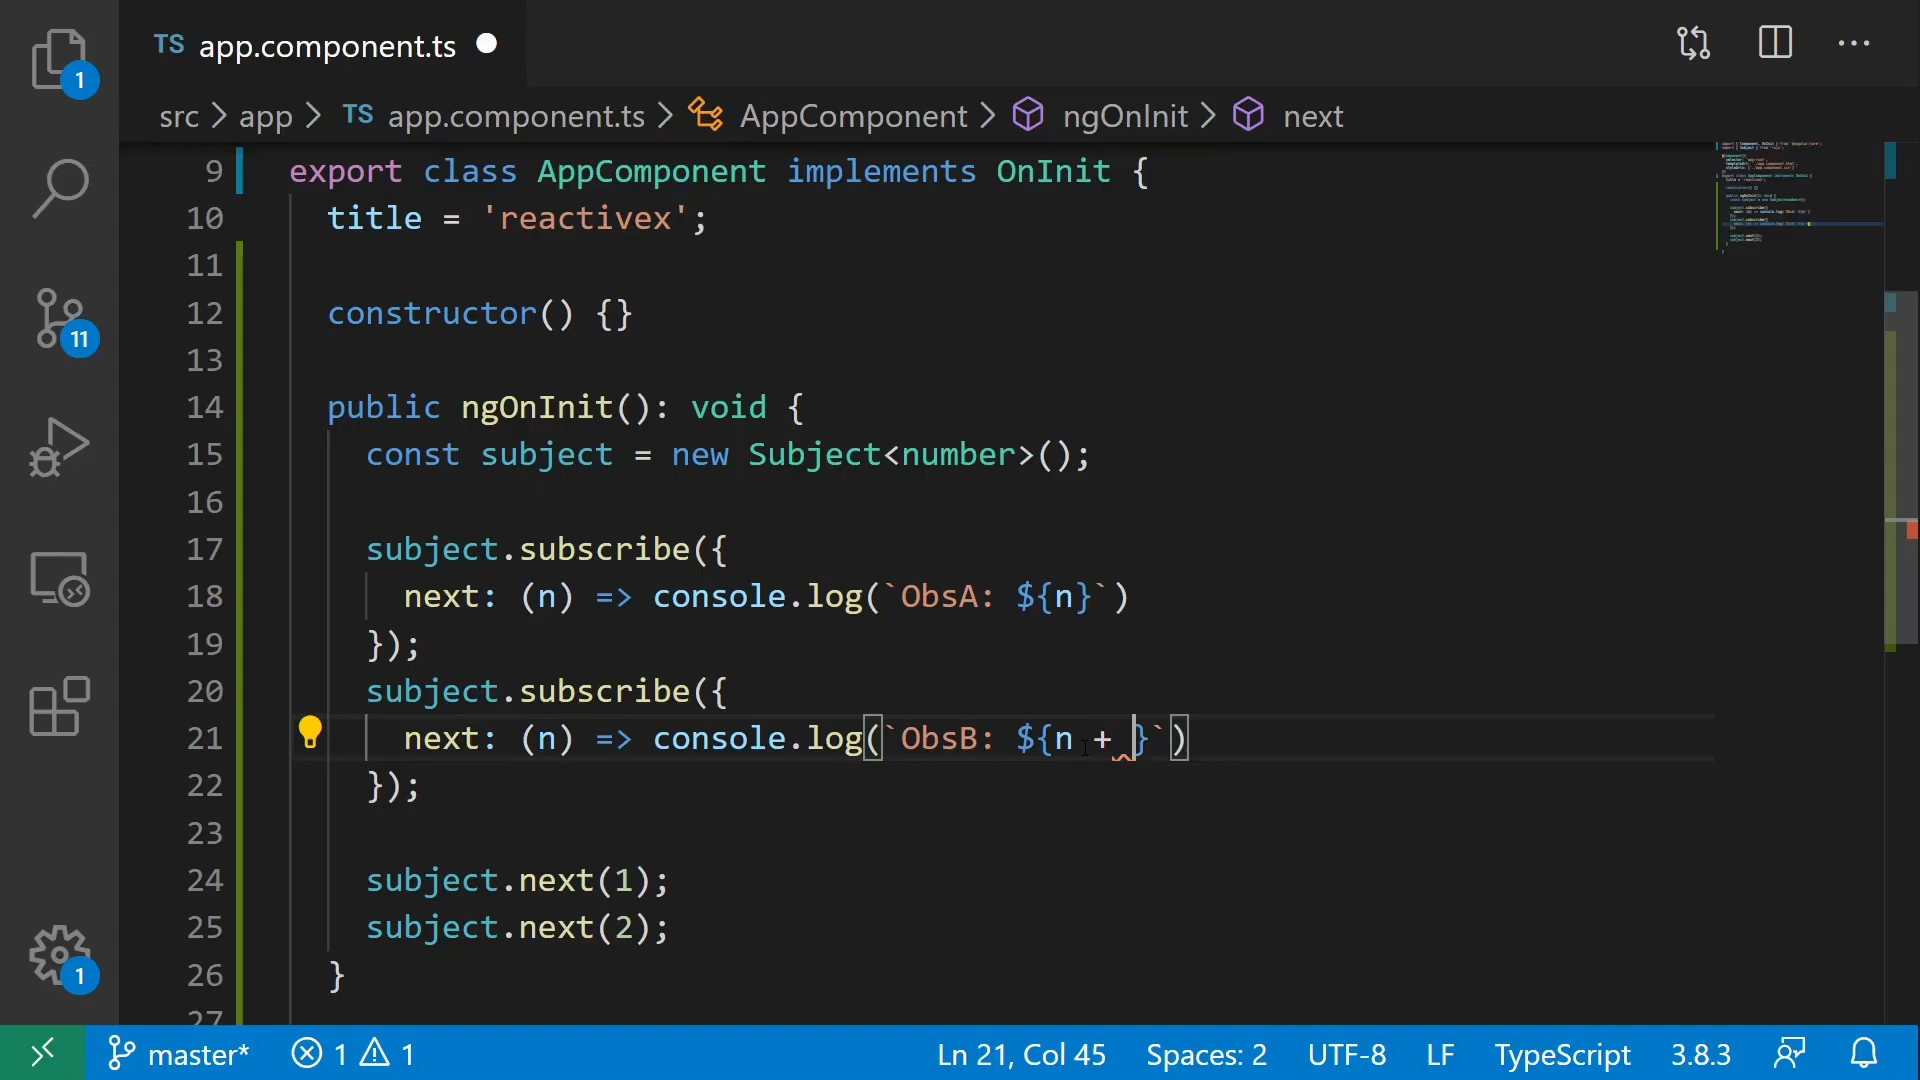 1
TS app.component.ts
src > app > TS app.component.ts > AppComponent > ngOnInit > next
9 export class AppComponent implements OnInit {
10 title = 'reactivex';
11
12 constructor() {}
13
14 public ngOnInit(): void {
15 const subject = new Subject<number>();
16
17 subject.subscribe({
18 next: (n) => console.log(`ObsA: ${n}`)
19 });
20 subject.subscribe({
21 next: (n) => console.log(`ObsB: ${n + }`)
22 });
23
24 subject.next(1);
25 subject.next(2);
26 }
27
11
1
master* 1 1 Ln 21, Col 45 Spaces: 2 UTF-8 LF TypeScript 3.8.3